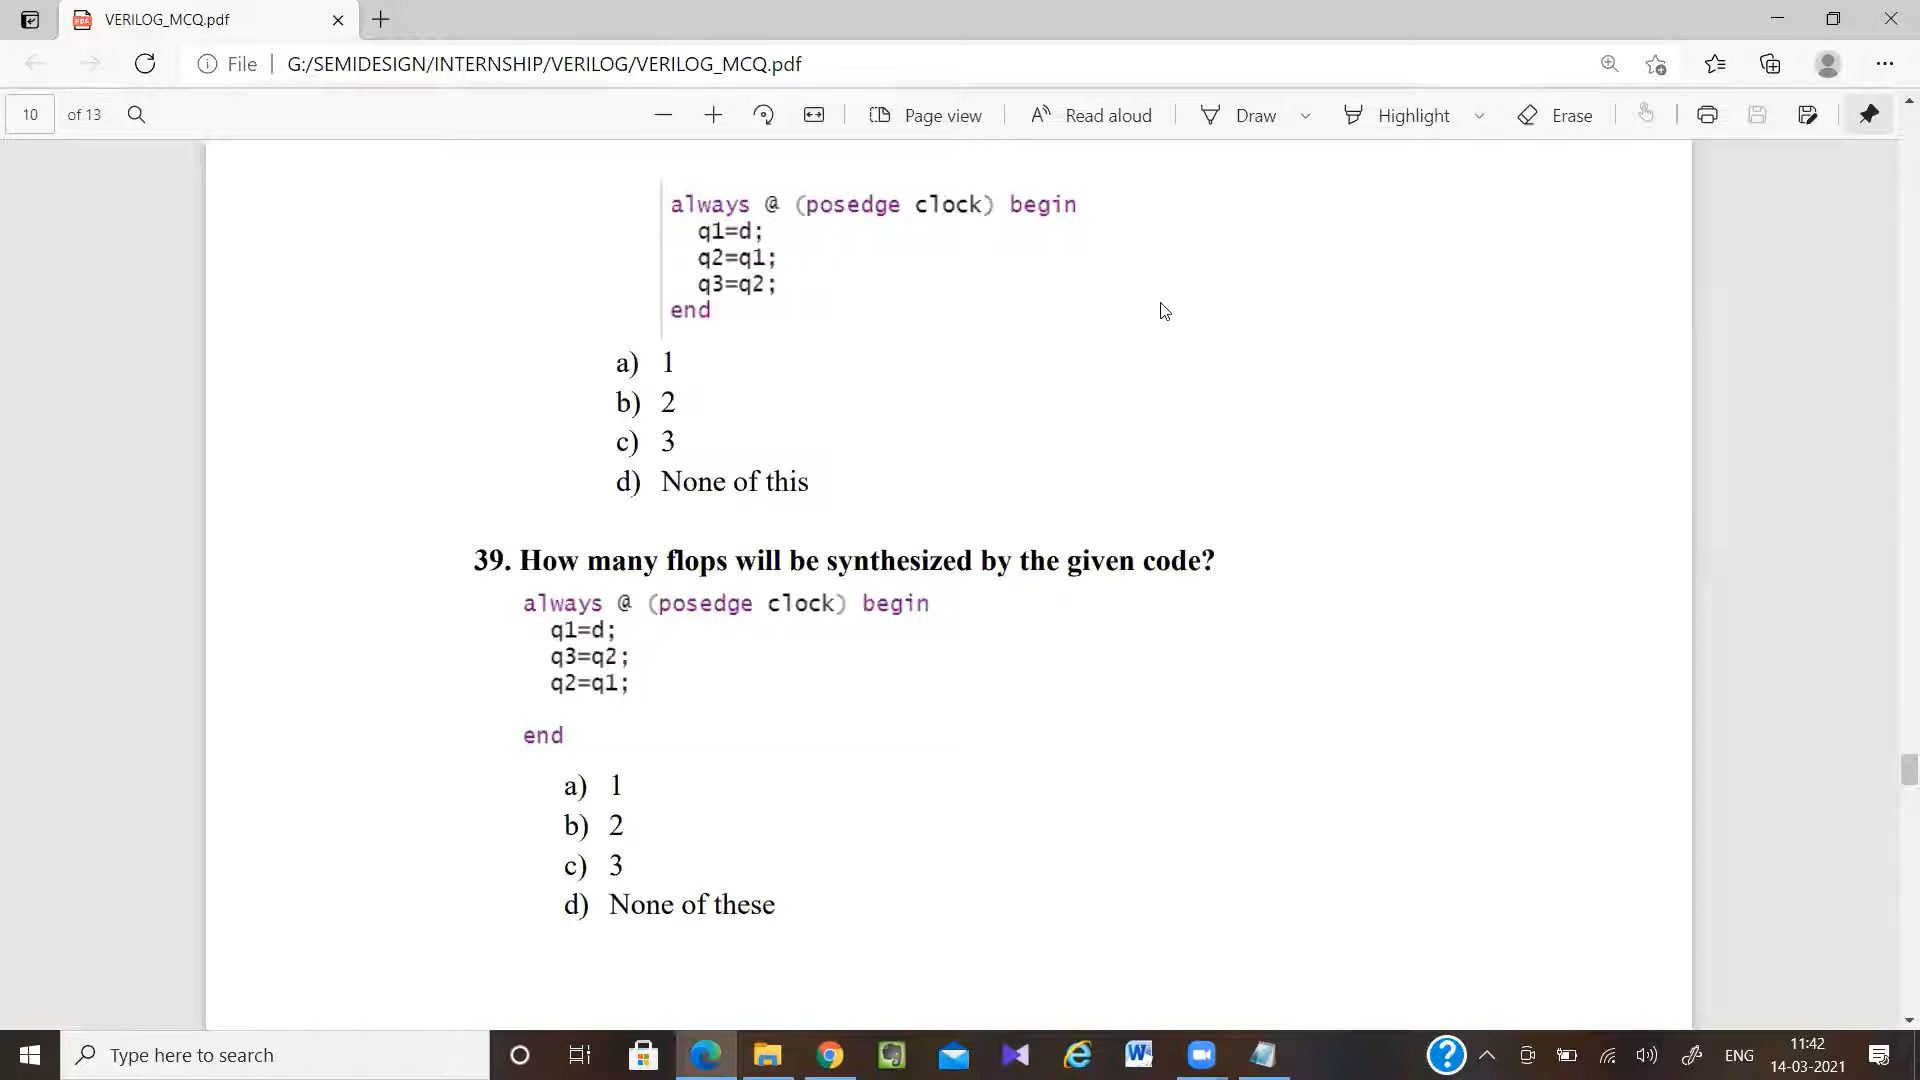 VERILOG_MCQ.pdf
File | G:/SEMIDESIGN/INTERNSHIP/VERILOG/VERILOG_MCQ.pdf
10 of 13 Page view Read aloud Draw Highlight Erase
always @ (posedge clock) begin
q1=d;
q2=q1;
q3=q2;
end
a) 1
b) 2
c) 3
d) None of this
39. How many flops will be synthesized by the given code?
always @ (posedge clock) begin
q1=d;
q3=q2;
q2=q1;
end
a) 1
b) 2
c) 3
d) None of these
Type here to search
ENG
11:42
14-03-2021